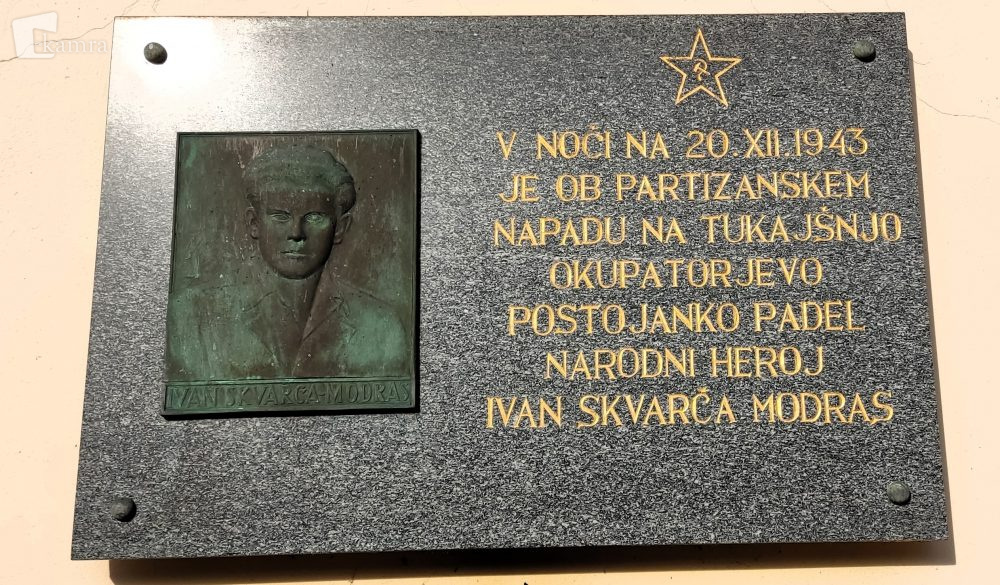 kamra
V NOČI NA 20.XII.1943
JE OB PARTIZANSKEM
NAPADU NA TUKAJŠNJO
OKUPATORJEVO
POSTOJANKO PADEL
NARODNI HEROJ
IVAN SKVARČA MODRAS
IVAN SKVARČA-MODRAS